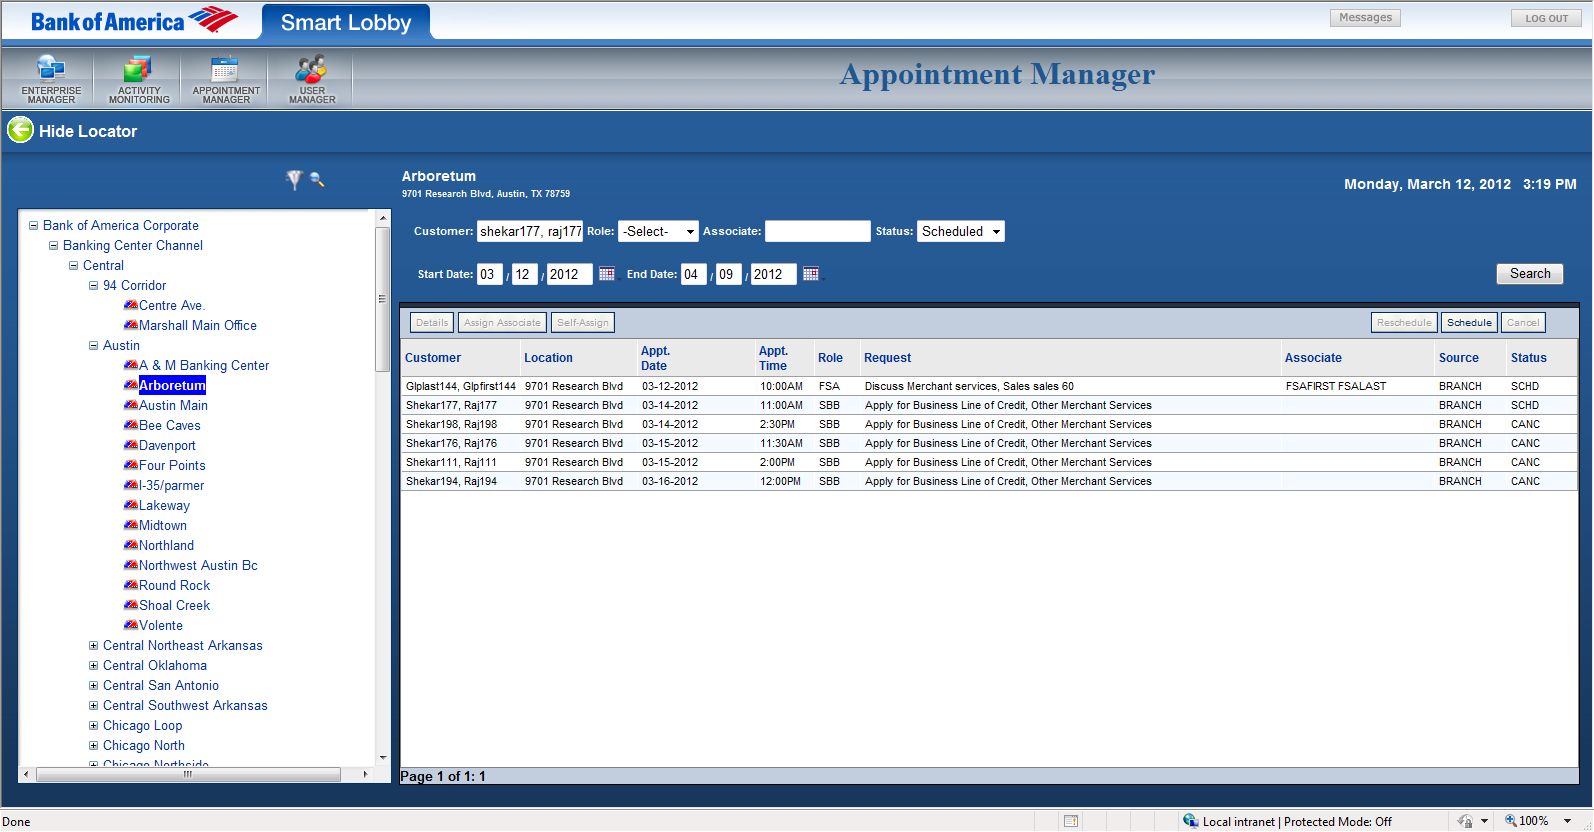 Bank of America
Smart Lobby
Messages
LOG OUT
ENTERPRISE MANAGER
ACTIVITY MONITORING
APPOINTMENT MANAGER
USER MANAGER
Appointment Manager
Hide Locator
Arboretum
9701 Research Blvd, Austin, TX 78759
Monday, March 12, 2012 3:19 PM
Bank of America Corporate
Banking Center Channel
Central
94 Corridor
Centre Ave.
Marshall Main Office
Austin
A & M Banking Center
Arboretum
Austin Main
Bee Caves
Davenport
Four Points
I-35/parmer
Lakeway
Midtown
Northland
Northwest Austin Bc
Round Rock
Shoal Creek
Volente
Central Northeast Arkansas
Central Oklahoma
Central San Antonio
Central Southwest Arkansas
Chicago Loop
Chicago North
Chicago Northside
Customer: shekar177, raj177 Role: -Select- Associate: Status: Scheduled
Start Date: 03 / 12 / 2012 End Date: 04 / 09 / 2012 Search
Details Assign Associate Self-Assign Reschedule Schedule Cancel
Customer Location Appt. Date Appt. Time Role Request Associate Source Status
Glplast144, Glpfirst144 9701 Research Blvd 03-12-2012 10:00AM FSA Discuss Merchant services, Sales sales 60 FSAFIRST FSALAST BRANCH SCHD
Shekar177, Raj177 9701 Research Blvd 03-14-2012 11:00AM SBB Apply for Business Line of Credit, Other Merchant Services BRANCH SCHD
Shekar198, Raj198 9701 Research Blvd 03-14-2012 2:30PM SBB Apply for Business Line of Credit, Other Merchant Services BRANCH CANC
Shekar176, Raj176 9701 Research Blvd 03-15-2012 11:30AM SBB Apply for Business Line of Credit, Other Merchant Services BRANCH CANC
Shekar111, Raj111 9701 Research Blvd 03-15-2012 2:00PM SBB Apply for Business Line of Credit, Other Merchant Services BRANCH CANC
Shekar194, Raj194 9701 Research Blvd 03-16-2012 12:00PM SBB Apply for Business Line of Credit, Other Merchant Services BRANCH CANC
Page 1 of 1: 1
Done
Local intranet | Protected Mode: Off
100%